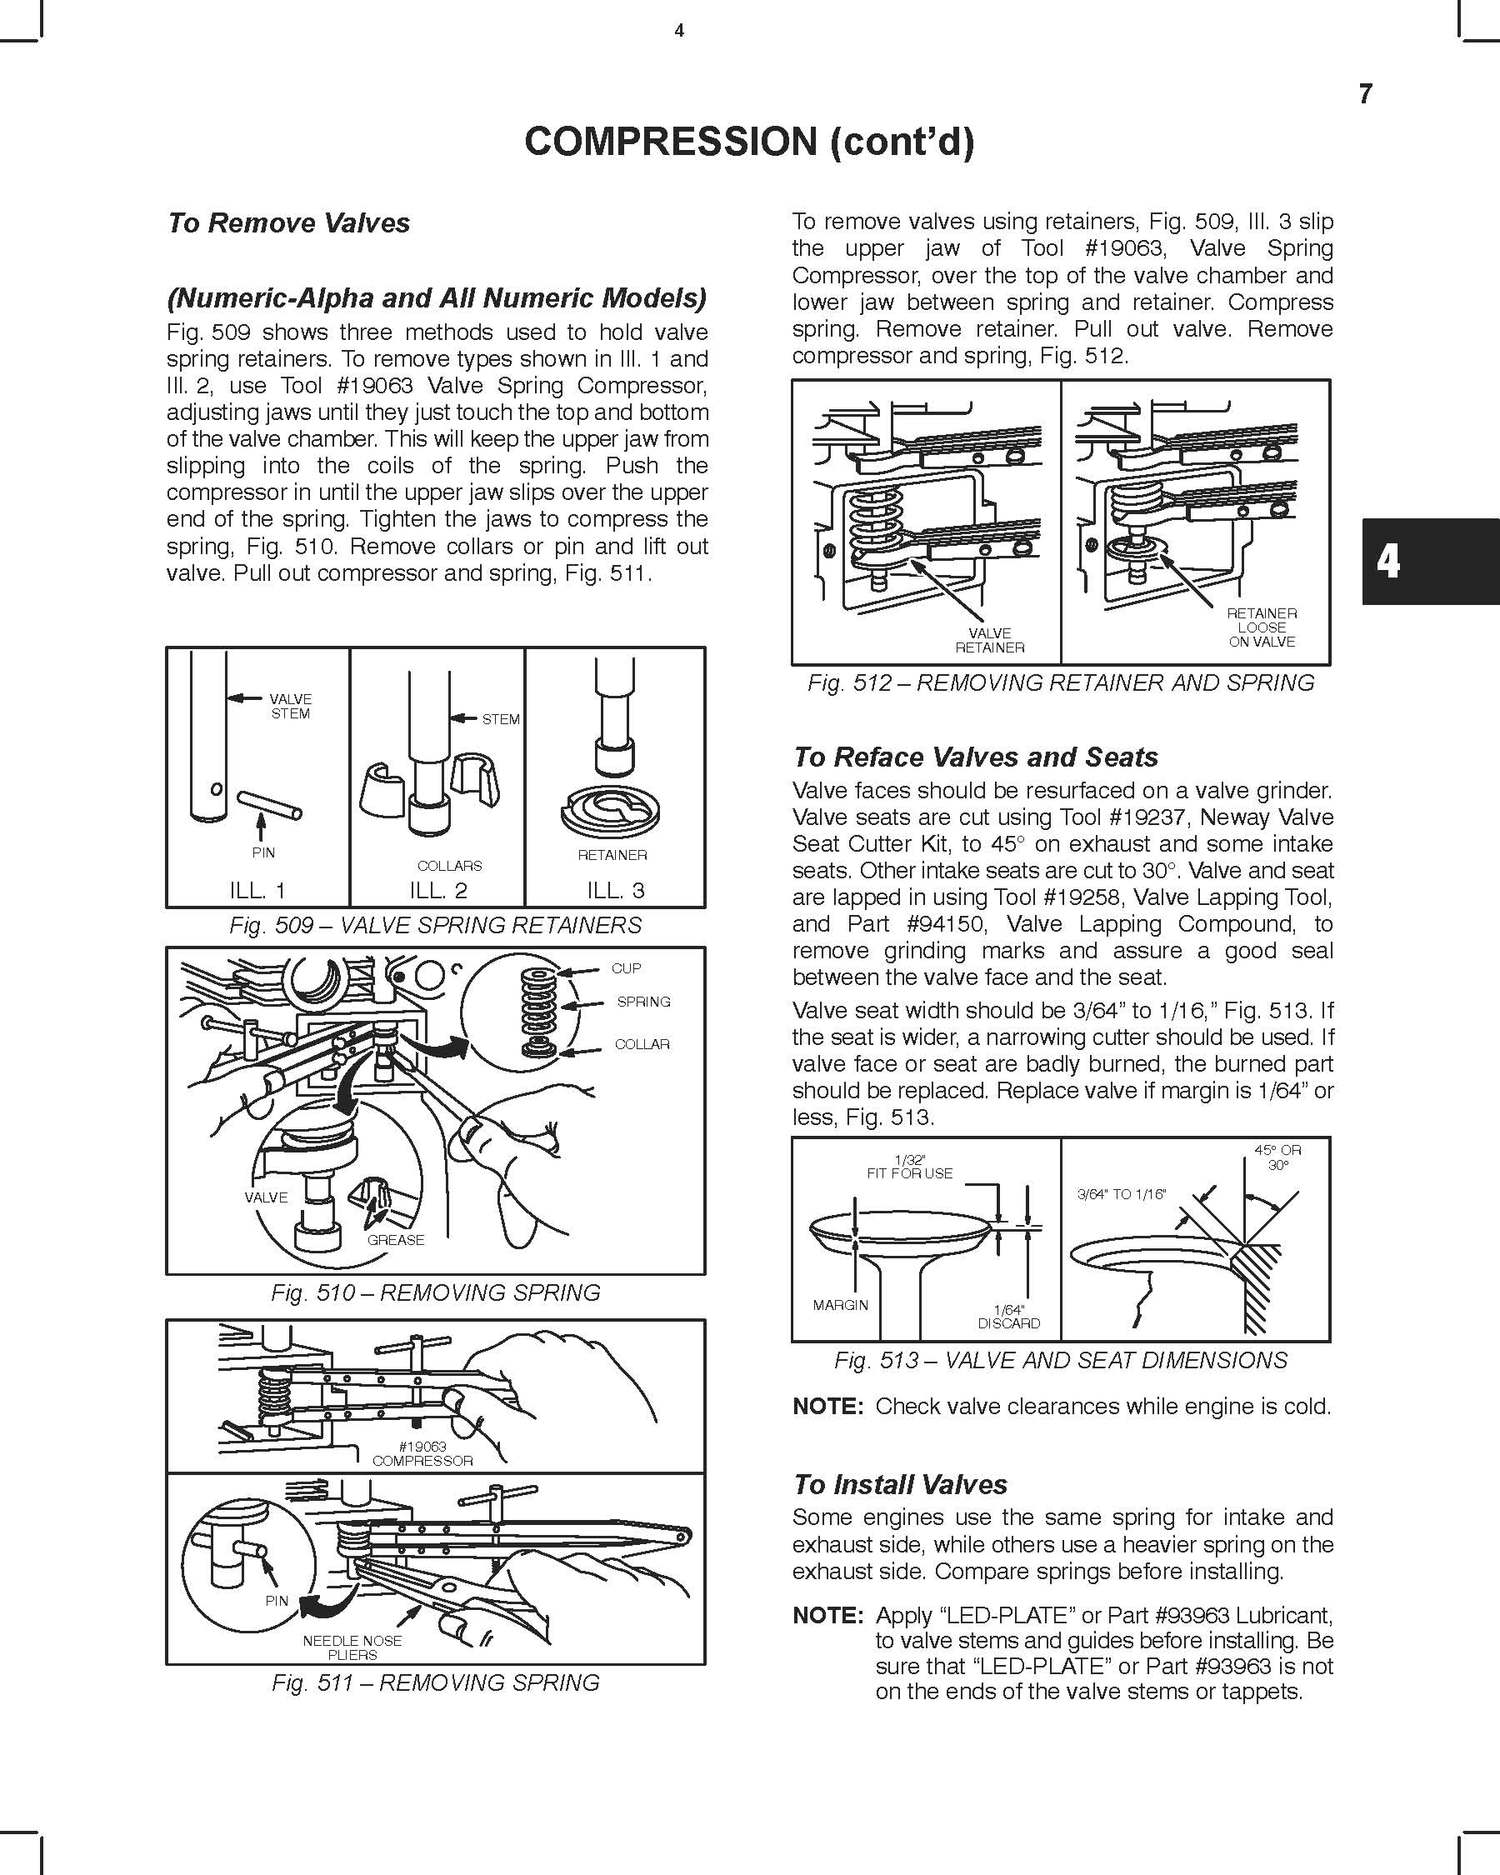 4
7
COMPRESSION (cont’d)
To Remove Valves
(Numeric-Alpha and All Numeric Models)
Fig. 509 shows three methods used to hold valve
spring retainers. To remove types shown in Ill. 1 and
Ill. 2, use Tool #19063 Valve Spring Compressor,
adjusting jaws until they just touch the top and bottom
of the valve chamber. This will keep the upper jaw from
slipping into the coils of the spring. Push the
compressor in until the upper jaw slips over the upper
end of the spring. Tighten the jaws to compress the
spring, Fig. 510. Remove collars or pin and lift out
valve. Pull out compressor and spring, Fig. 511.
VALVE
STEM
PIN
ILL. 1
STEM
COLLARS
ILL. 2
RETAINER
ILL. 3
Fig. 509 – VALVE SPRING RETAINERS
CUP
SPRING
COLLAR
VALVE
GREASE
Fig. 510 – REMOVING SPRING
#19063
COMPRESSOR
PIN
NEEDLE NOSE
PLIERS
Fig. 511 – REMOVING SPRING
To remove valves using retainers, Fig. 509, Ill. 3 slip
the upper jaw of Tool #19063, Valve Spring
Compressor, over the top of the valve chamber and
lower jaw between spring and retainer. Compress
spring. Remove retainer. Pull out valve. Remove
compressor and spring, Fig. 512.
VALVE
RETAINER
RETAINER
LOOSE
ON VALVE
Fig. 512 – REMOVING RETAINER AND SPRING
4
To Reface Valves and Seats
Valve faces should be resurfaced on a valve grinder.
Valve seats are cut using Tool #19237, Neway Valve
Seat Cutter Kit, to 45° on exhaust and some intake
seats. Other intake seats are cut to 30°. Valve and seat
are lapped in using Tool #19258, Valve Lapping Tool,
and Part #94150, Valve Lapping Compound, to
remove grinding marks and assure a good seal
between the valve face and the seat.
Valve seat width should be 3/64” to 1/16,” Fig. 513. If
the seat is wider, a narrowing cutter should be used. If
valve face or seat are badly burned, the burned part
should be replaced. Replace valve if margin is 1/64” or
less, Fig. 513.
1/32"
FIT FOR USE
MARGIN
1/64"
DISCARD
45° OR
30°
3/64" TO 1/16"
Fig. 513 – VALVE AND SEAT DIMENSIONS
NOTE: Check valve clearances while engine is cold.
To Install Valves
Some engines use the same spring for intake and
exhaust side, while others use a heavier spring on the
exhaust side. Compare springs before installing.
NOTE: Apply “LED-PLATE” or Part #93963 Lubricant,
to valve stems and guides before installing. Be
sure that “LED-PLATE” or Part #93963 is not
on the ends of the valve stems or tappets.